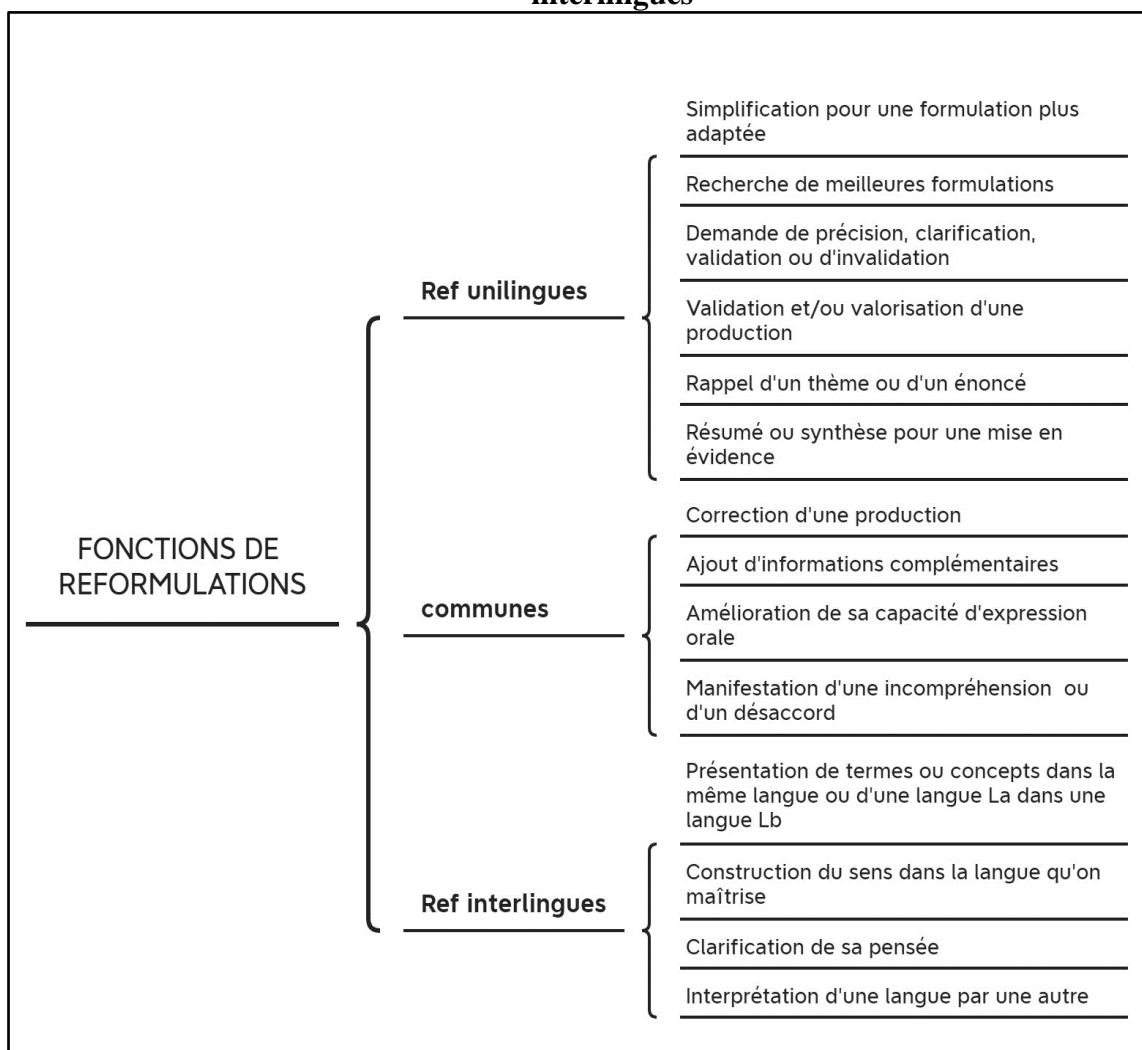 interlingues
Simplification pour une formulation plus
adaptée
Recherche de meilleures formulations
Demande de précision, clarification,
validation ou d'invalidation
Ref unilingues
Validation et/ou valorisation d'une
production
Rappel d'un thème ou d'un énoncé
Résumé ou synthèse pour une mise en
évidence
FONCTIONS DE
REFORMULATIONS
Correction d'une production
Ajout d'informations complémentaires
communes
Amélioration de sa capacité d'expression
orale
Manifestation d'une incompréhension ou
d'un désaccord
Présentation de termes ou concepts dans la
même langue ou d'une langue La dans une
langue Lb
Construction du sens dans la langue qu'on
maîtrise
Ref interlingues
Clarification de sa pensée
Interprétation d'une langue par une autre